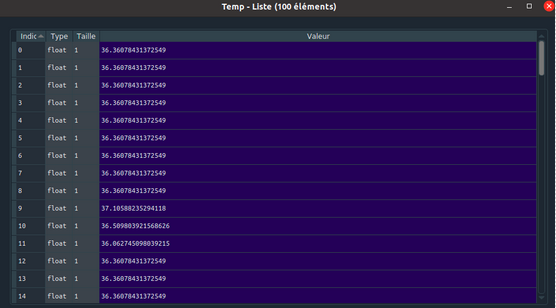 Temp - Liste (100 éléments)
Indic Type Taille Valeur
0 float 1 36.36078431372549
1 float 1 36.36078431372549
2 float 1 36.36078431372549
3 float 1 36.36078431372549
4 float 1 36.36078431372549
5 float 1 36.36078431372549
6 float 1 36.36078431372549
7 float 1 36.36078431372549
8 float 1 36.36078431372549
9 float 1 37.10588235294118
10 float 1 36.509803921568626
11 float 1 36.062745098039215
12 float 1 36.36078431372549
13 float 1 36.36078431372549
14 float 1 36.36078431372549